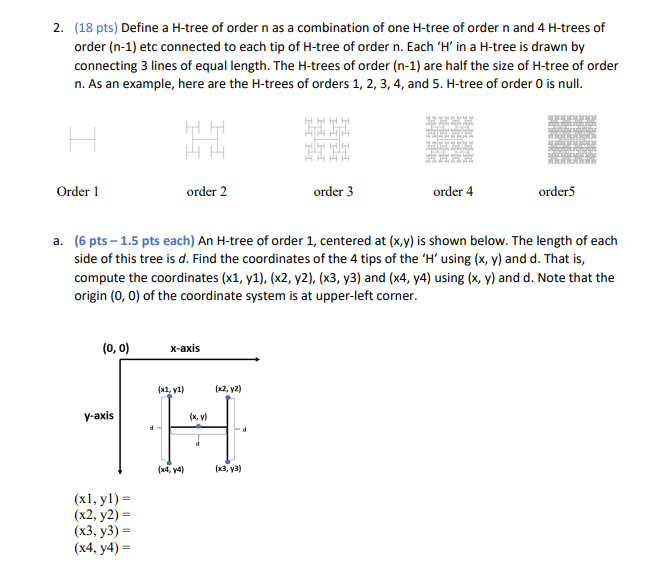 2. (18 pts) Define a H-tree of order n as a combination of one H-tree of order n and 4 H-trees of
order (n-1) etc connected to each tip of H-tree of order n. Each ‘H’ in a H-tree is drawn by
connecting 3 lines of equal length. The H-trees of order (n-1) are half the size of H-tree of order
n. As an example, here are the H-trees of orders 1, 2, 3, 4, and 5. H-tree of order 0 is null.
Order 1 order 2 order 3 order 4 order5
a. (6 pts – 1.5 pts each) An H-tree of order 1, centered at (x,y) is shown below. The length of each
side of this tree is d. Find the coordinates of the 4 tips of the ‘H’ using (x, y) and d. That is,
compute the coordinates (x1, y1), (x2, y2), (x3, y3) and (x4, y4) using (x, y) and d. Note that the
origin (0, 0) of the coordinate system is at upper-left corner.
(0, 0) x-axis
(x1, y1) (x2, y2)
y-axis (x, y)
d d
d
(x4, y4) (x3, y3)
(x1, y1) =
(x2, y2) =
(x3, y3) =
(x4, y4) =